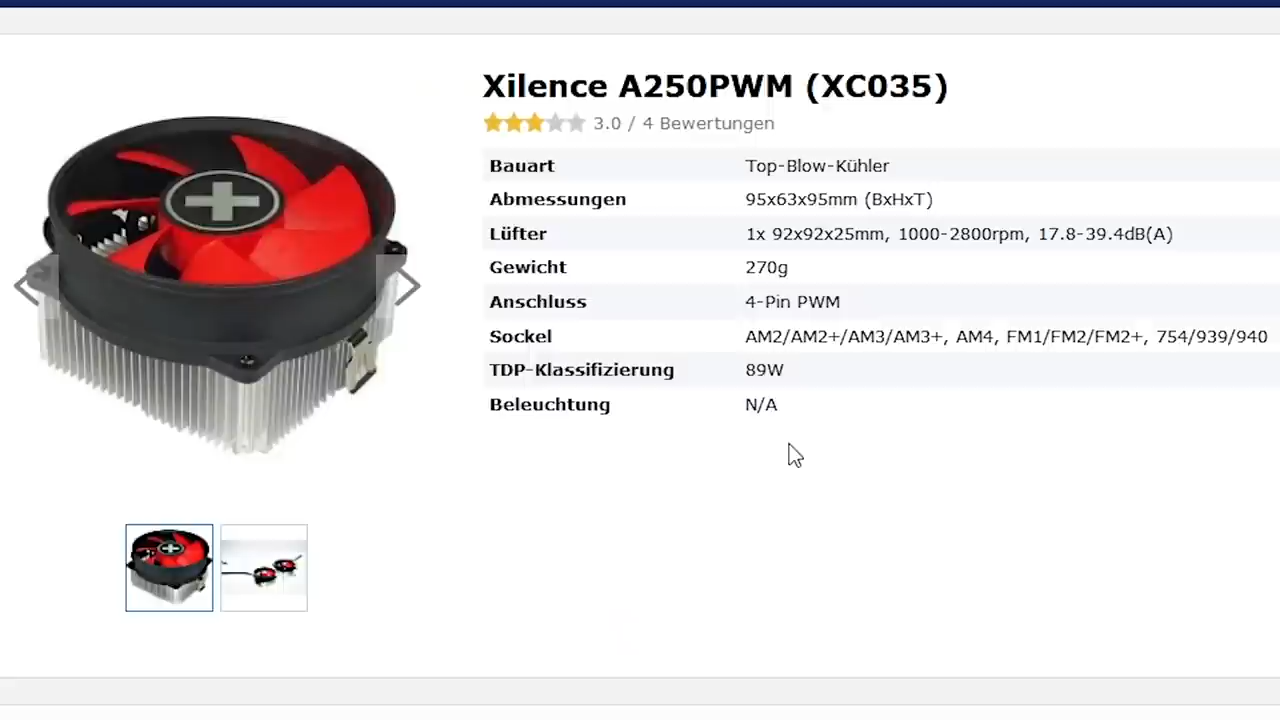 Xilence A250PWM (XC035)
3.0 / 4 Bewertungen
Bauart Top-Blow-Kühler
Abmessungen 95x63x95mm (BxHxT)
Lüfter 1x 92x92x25mm, 1000-2800rpm, 17.8-39.4dB(A)
Gewicht 270g
Anschluss 4-Pin PWM
Sockel AM2/AM2+/AM3/AM3+, AM4, FM1/FM2/FM2+, 754/939/940
TDP-Klassifizierung 89W
Beleuchtung N/A